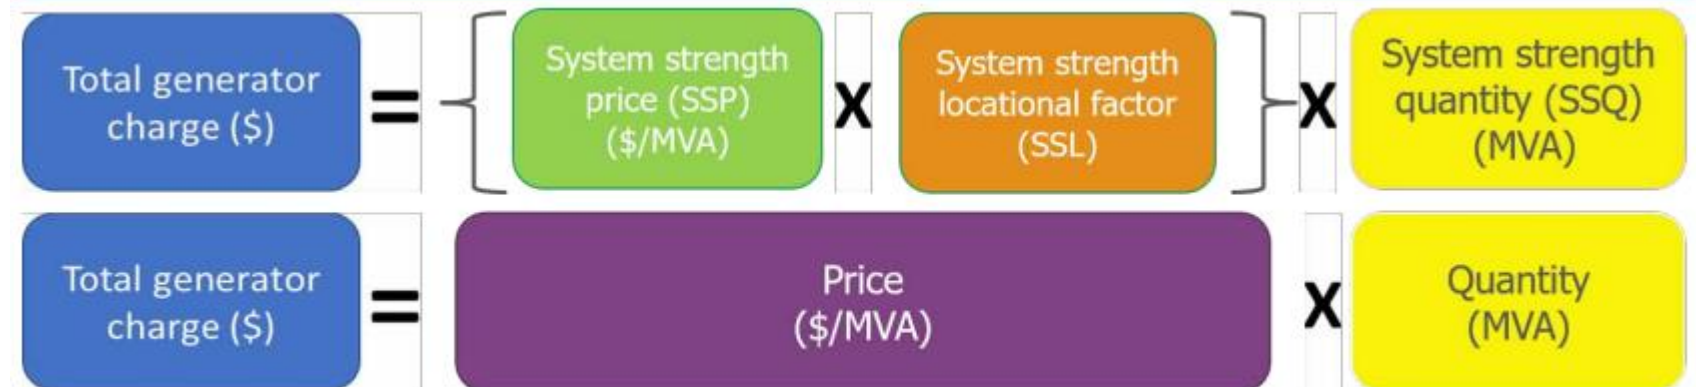 Total generator
charge ($)
=
System strength
price (SSP)
($/MVA)
X
System strength
locational factor
(SSL)
X
System strength
quantity (SSQ)
(MVA)
Total generator
charge ($)
=
Price
($/MVA)
X
Quantity
(MVA)